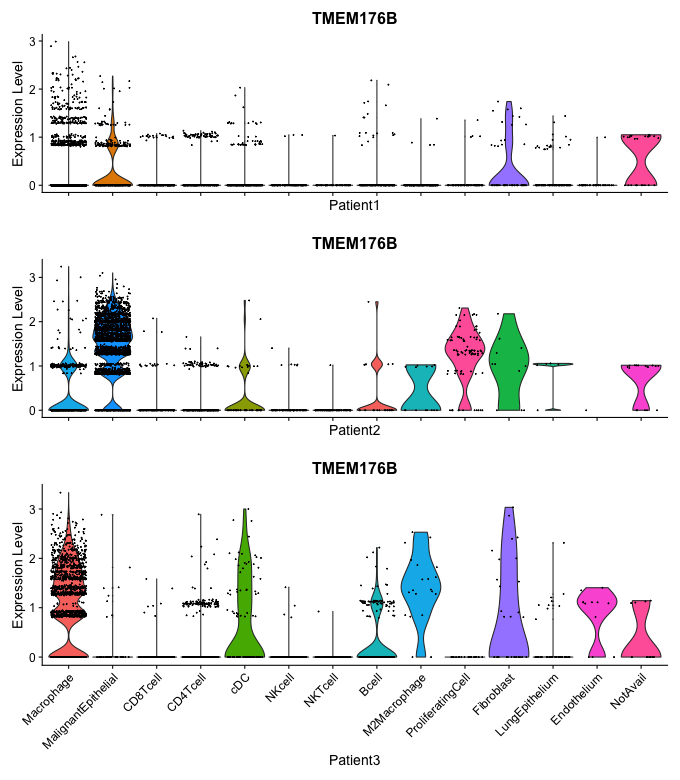 TMEM176B
Expression Level
3
2
1
0
Patient1
TMEM176B
Expression Level
3
2
1
0
Patient2
TMEM176B
Expression Level
3
2
1
0
Macrophage
MalignantEpithelial
CD8Tcell
CD4Tcell
cDC
NKcell
NKTcell
Bcell
M2Macrophage
ProliferatingCell
Fibroblast
LungEpithelium
Endothelium
NotAvail
Patient3